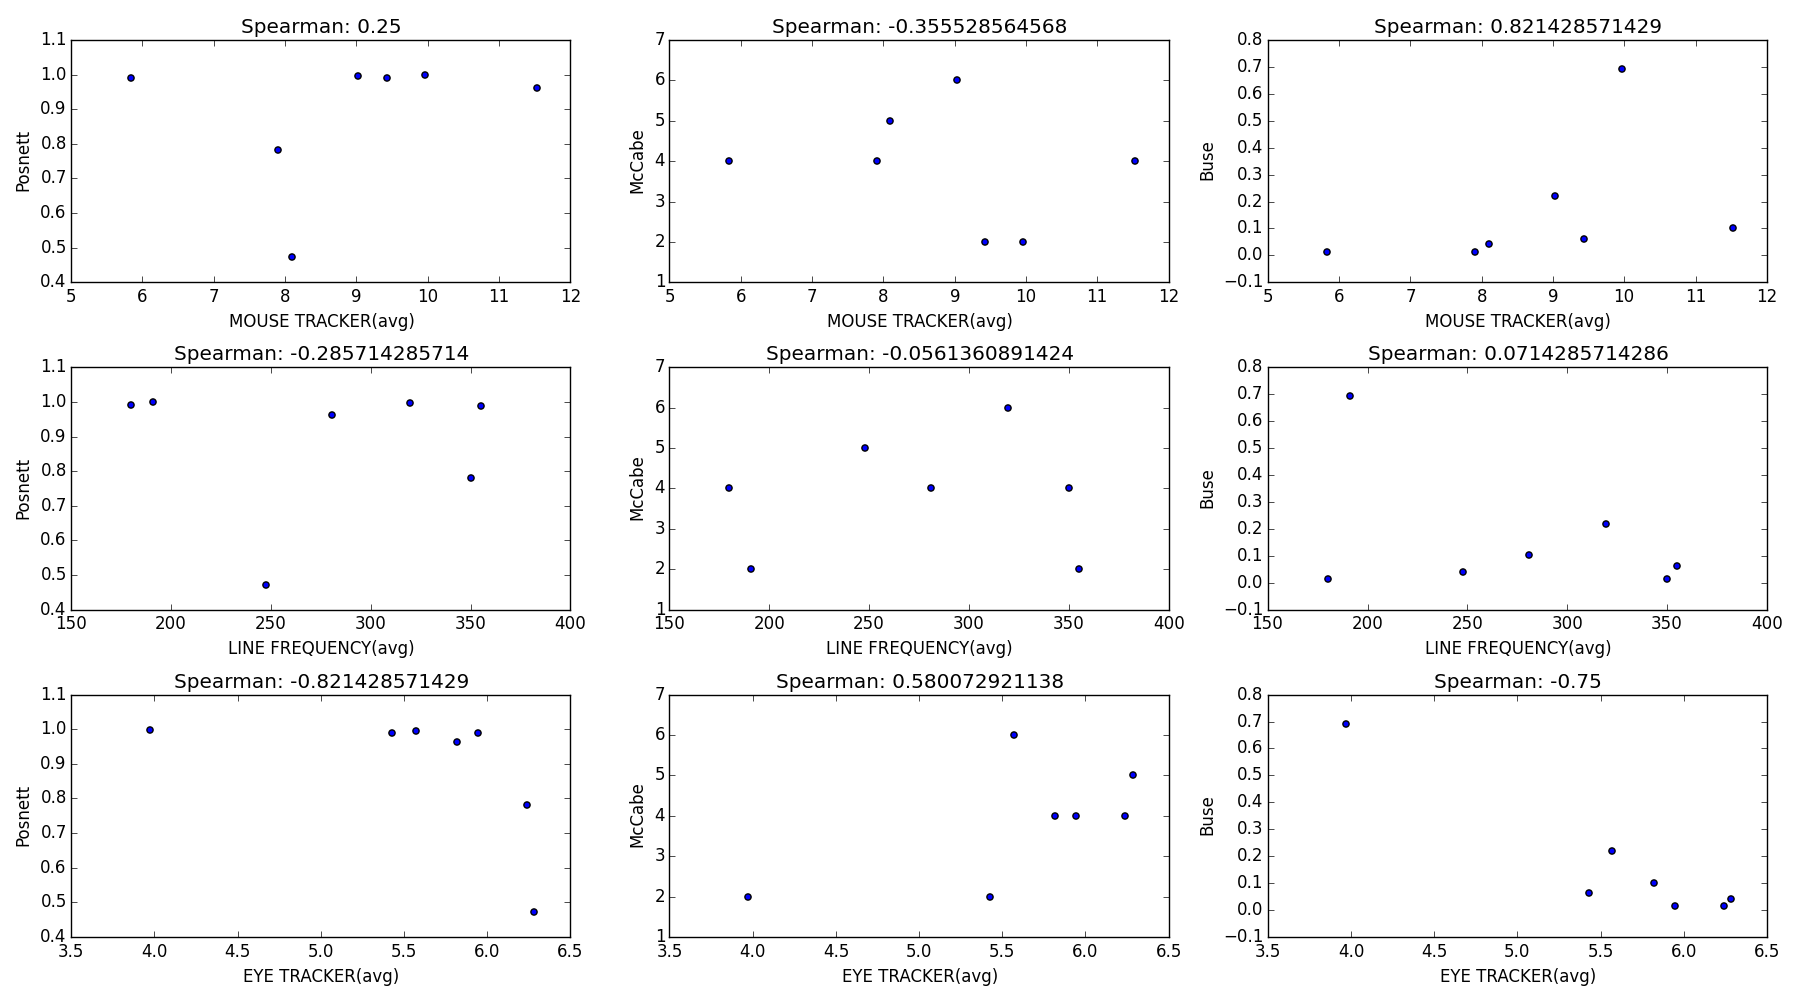 Spearman: 0.25
Spearman: -0.355528564568
Spearman: 0.821428571429
1.1
1.0
0.9
0.8
0.7
0.6
0.5
0.4
Posnett
5 6 7 8 9 10 11 12
MOUSE TRACKER(avg)
7
6
5
4
3
2
1
McCabe
5 6 7 8 9 10 11 12
MOUSE TRACKER(avg)
0.8
0.7
0.6
0.5
0.4
0.3
0.2
0.1
0.0
−0.1
Buse
5 6 7 8 9 10 11 12
MOUSE TRACKER(avg)
Spearman: -0.285714285714
Spearman: -0.0561360891424
Spearman: 0.0714285714286
1.1
1.0
0.9
0.8
0.7
0.6
0.5
0.4
Posnett
150 200 250 300 350 400
LINE FREQUENCY(avg)
7
6
5
4
3
2
1
McCabe
150 200 250 300 350 400
LINE FREQUENCY(avg)
0.8
0.7
0.6
0.5
0.4
0.3
0.2
0.1
0.0
−0.1
Buse
150 200 250 300 350 400
LINE FREQUENCY(avg)
Spearman: -0.821428571429
Spearman: 0.580072921138
Spearman: -0.75
1.1
1.0
0.9
0.8
0.7
0.6
0.5
0.4
Posnett
3.5 4.0 4.5 5.0 5.5 6.0 6.5
EYE TRACKER(avg)
7
6
5
4
3
2
1
McCabe
3.5 4.0 4.5 5.0 5.5 6.0 6.5
EYE TRACKER(avg)
0.8
0.7
0.6
0.5
0.4
0.3
0.2
0.1
0.0
−0.1
Buse
3.5 4.0 4.5 5.0 5.5 6.0 6.5
EYE TRACKER(avg)